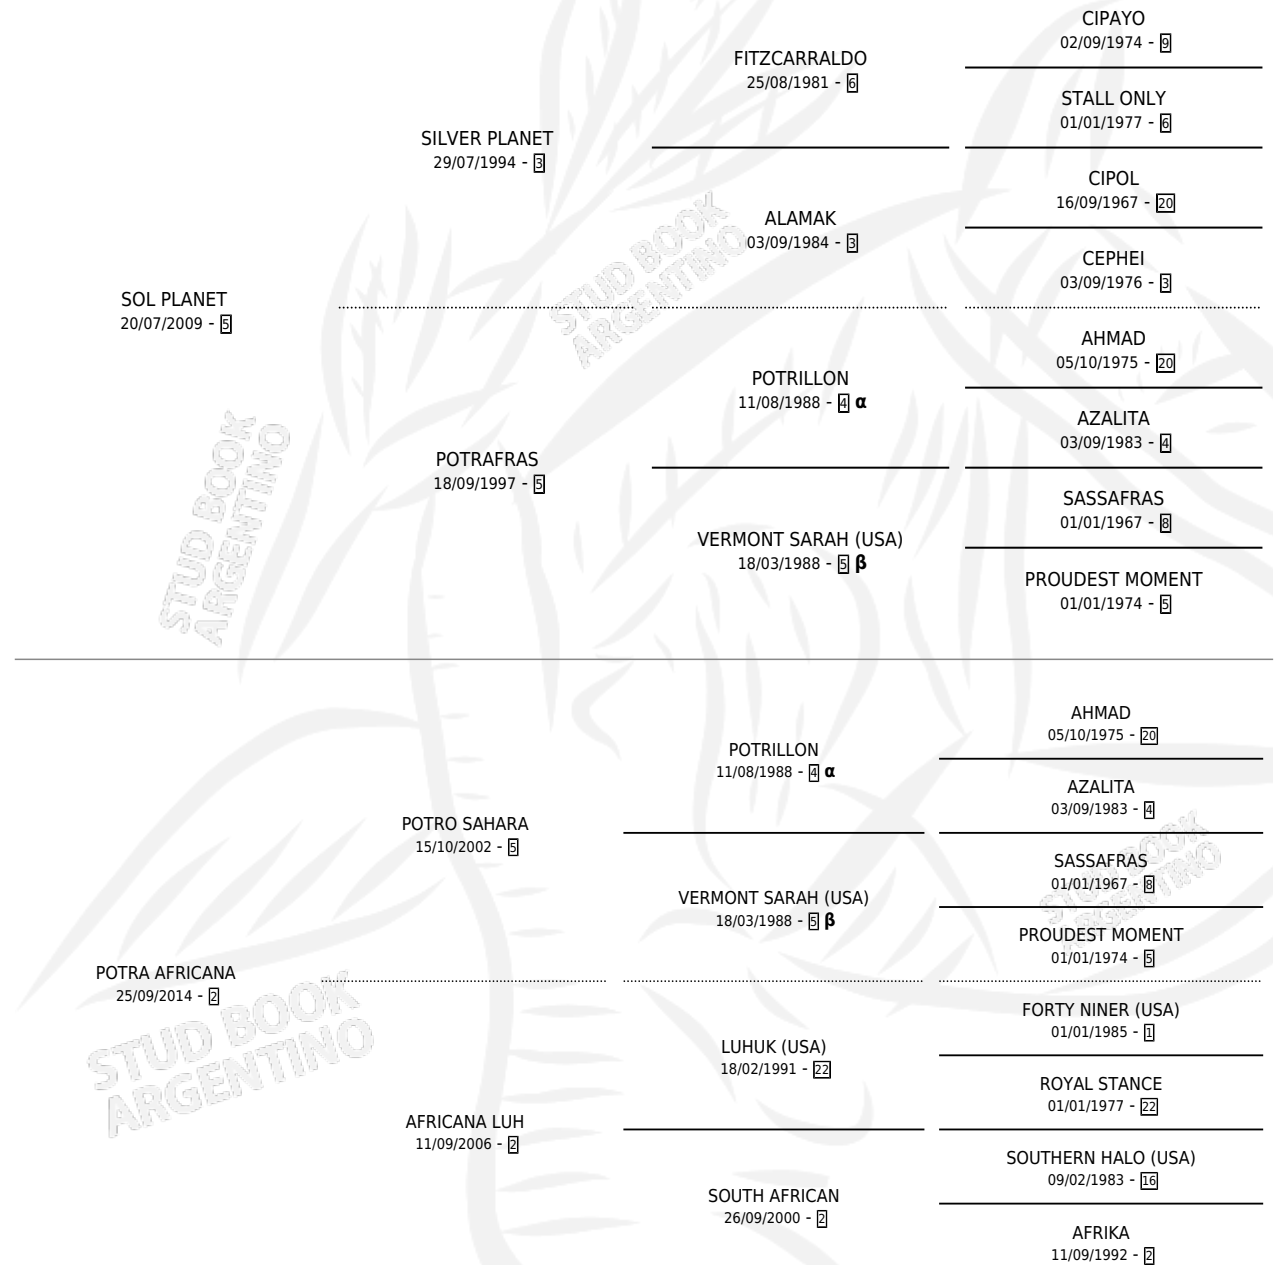 CIPAYO
02/09/1974 - 9
FITZCARRALDO
25/08/1981 - 6
STALL ONLY
01/01/1977 - 6
SILVER PLANET
29/07/1994 - 3
CIPOL
16/09/1967 - 20
ALAMAK
03/09/1984 - 3
CEPHEI
03/09/1976 - 3
SOL PLANET
20/07/2009 - 5
AHMAD
05/10/1975 - 20
POTRILLON
11/08/1988 - 4 α
AZALITA
03/09/1983 - 4
POTRAFRAS
18/09/1997 - 5
SASSAFRAS
01/01/1967 - 8
VERMONT SARAH (USA)
18/03/1988 - 5 β
PROUDEST MOMENT
01/01/1974 - 5
AHMAD
05/10/1975 - 20
POTRILLON
11/08/1988 - 4 α
AZALITA
03/09/1983 - 4
POTRO SAHARA
15/10/2002 - 5
SASSAFRAS
01/01/1967 - 8
VERMONT SARAH (USA)
18/03/1988 - 5 β
PROUDEST MOMENT
01/01/1974 - 5
POTRA AFRICANA
25/09/2014 - 2
FORTY NINER (USA)
01/01/1985 - 1
LUHUK (USA)
18/02/1991 - 22
ROYAL STANCE
01/01/1977 - 22
AFRICANA LUH
11/09/2006 - 2
SOUTHERN HALO (USA)
09/02/1983 - 16
SOUTH AFRICAN
26/09/2000 - 2
AFRIKA
11/09/1992 - 2
STUD BOOK
ARGENTINO
STUD BOOK
ARGENTINO
STUD BOOK
ARGENTINO
STUD BOOK
ARGENTINO